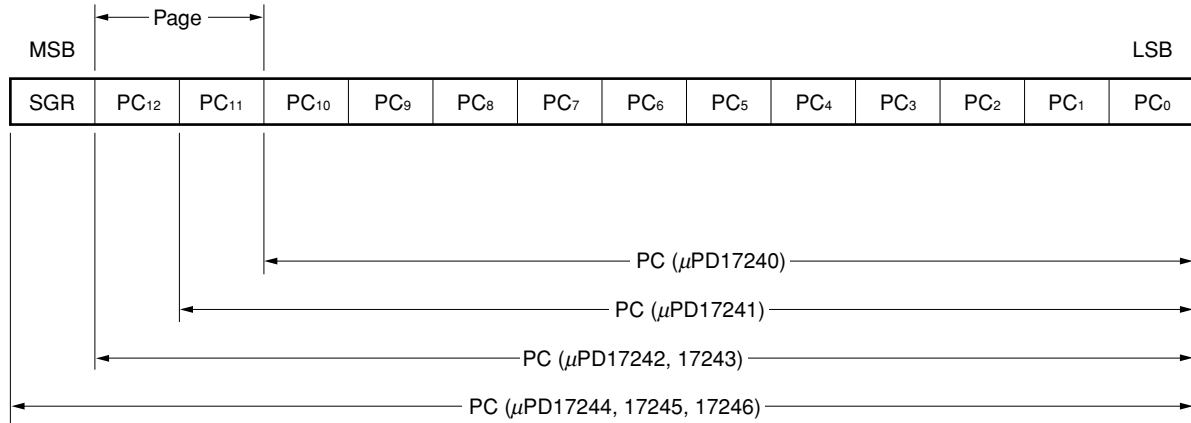 Page
MSB LSB
SGR PC12 PC11 PC10 PC9 PC8 PC7 PC6 PC5 PC4 PC3 PC2 PC1 PC0
PC (μPD17240)
PC (μPD17241)
PC (μPD17242, 17243)
PC (μPD17244, 17245, 17246)